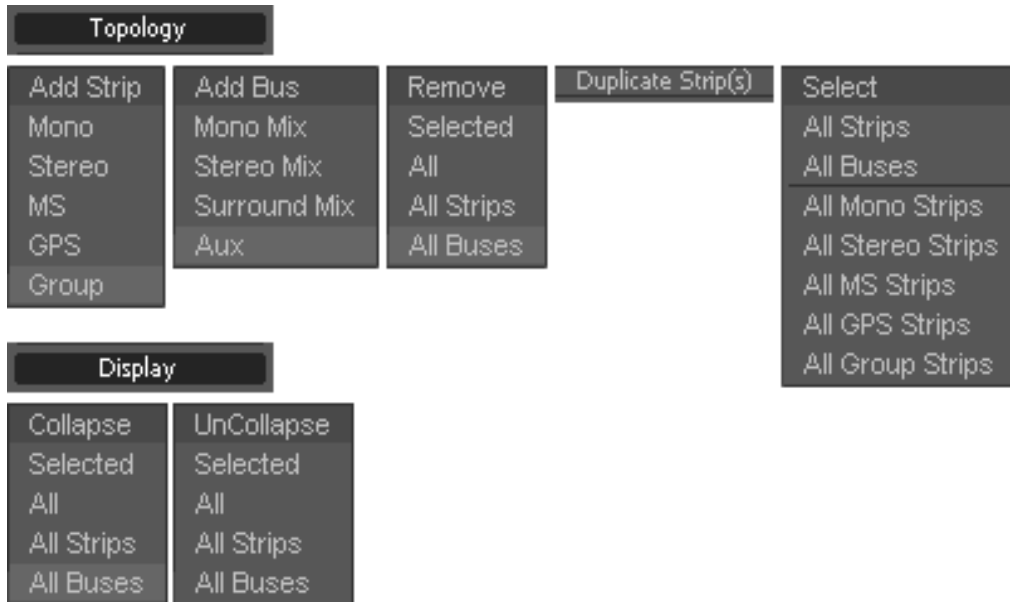 Topology
Add Strip
Mono
Stereo
MS
GPS
Group
Add Bus
Mono Mix
Stereo Mix
Surround Mix
Aux
Remove
Selected
All
All Strips
All Buses
Duplicate Strip(s)
Select
All Strips
All Buses
All Mono Strips
All Stereo Strips
All MS Strips
All GPS Strips
All Group Strips
Display
Collapse
Selected
All
All Strips
All Buses
UnCollapse
Selected
All
All Strips
All Buses